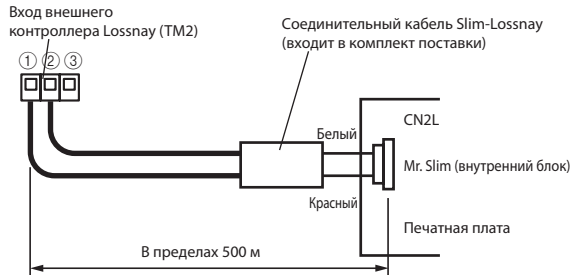 Вход внешнего
контроллера Lossnay (TM2)
① ② ③
Соединительный кабель Slim-Lossnay
(входит в комплект поставки)
CN2L
Белый
Mr. Slim (внутренний блок)
Красный
Печатная плата
В пределах 500 м